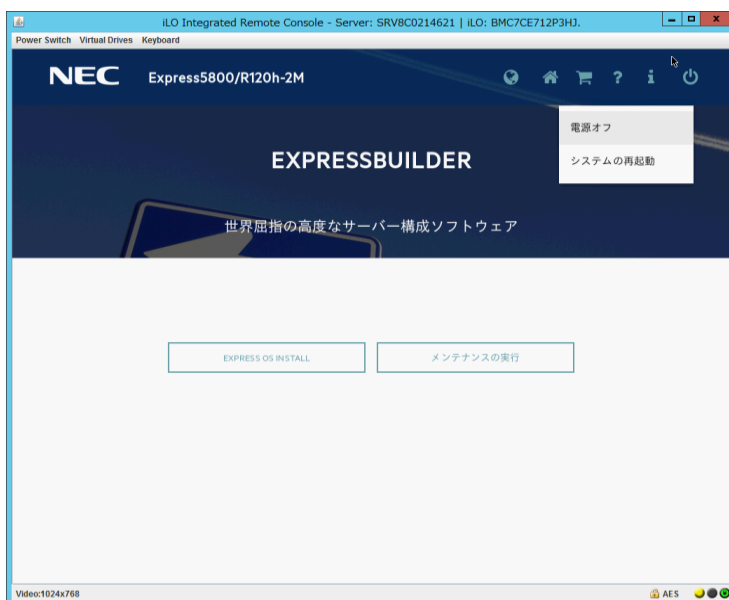 iLO Integrated Remote Console - Server: SRV8C0214621 | iLO: BMC7CE712P3HJ.
Power Switch Virtual Drives Keyboard
NEC Express5800/R120h-2M
電源オフ
システムの再起動
EXPRESSBUILDER
世界屈指の高度なサーバー構成ソフトウェア
EXPRESS OS INSTALL メンテナンスの実行
Video:1024x768 AES